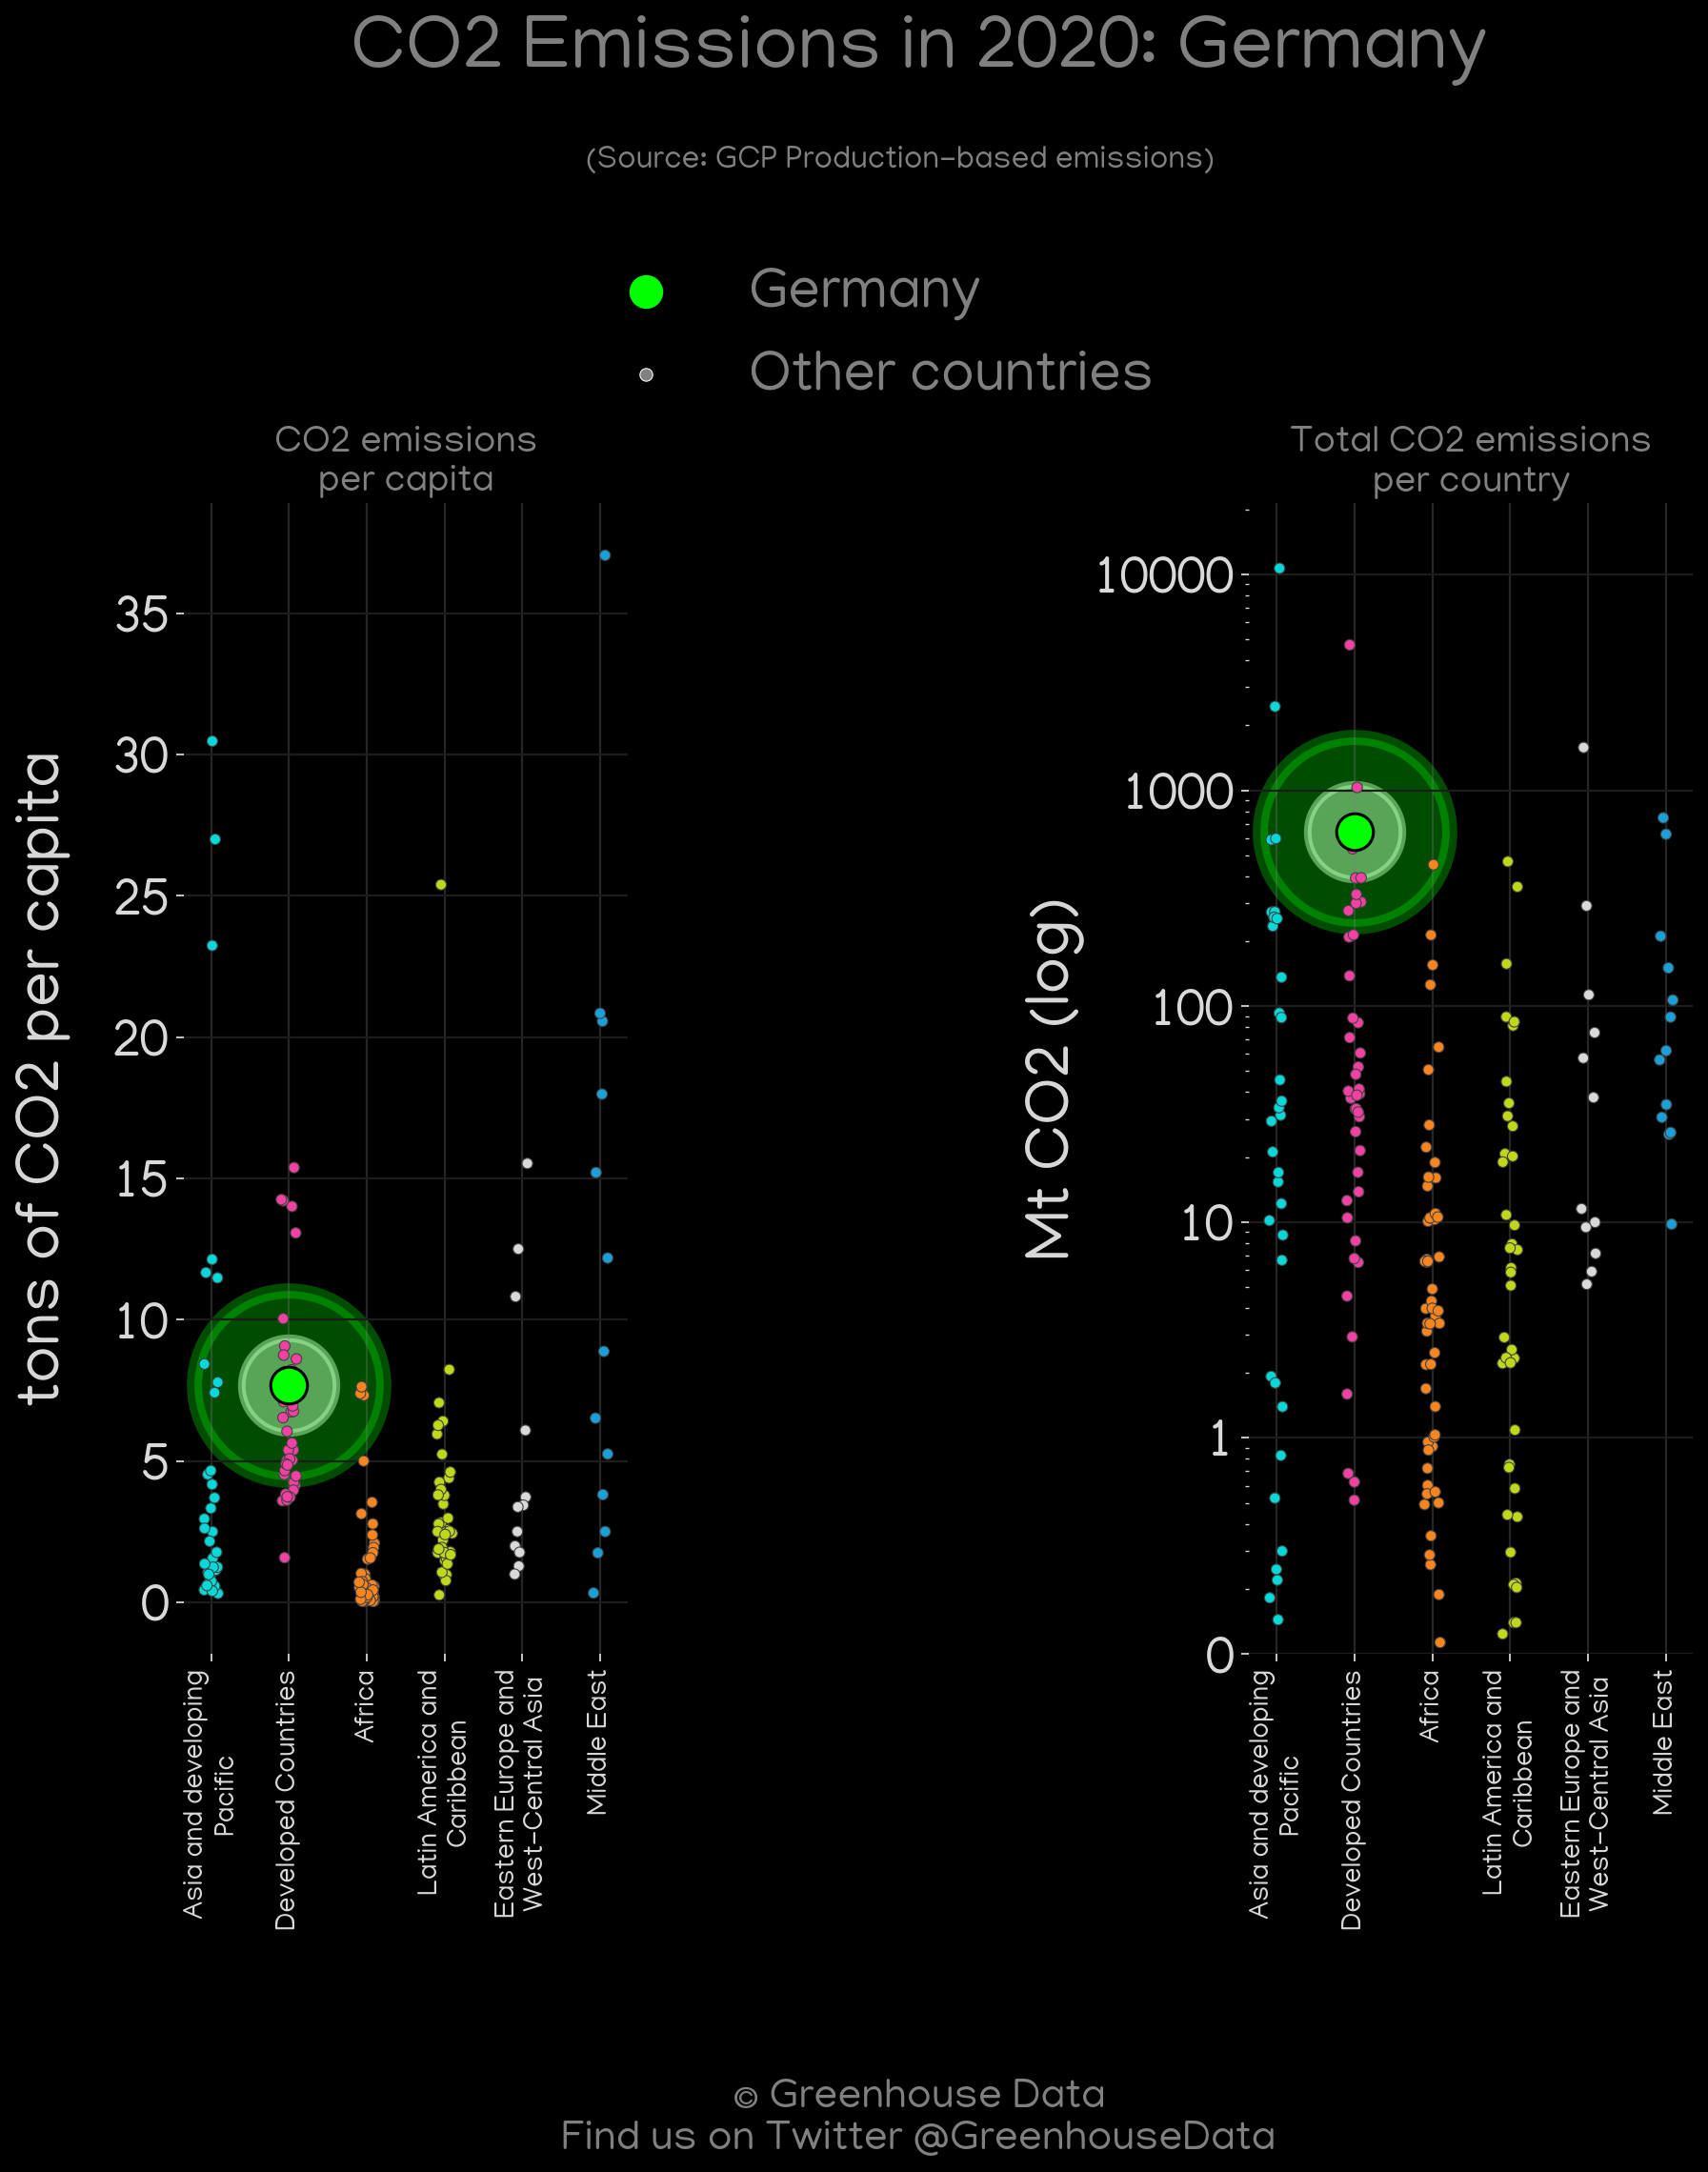 CO2 Emissions in 2020: Germany
(Source: GCP Production-based emissions)
Germany
Other countries
CO2 emissions
per capita
tons of CO2 per capita
35
30
25
20
15
10
5
0
Asia and developing
Pacific
Developed Countries
Africa
Latin America and
Caribbean
Eastern Europe and
West-Central Asia
Middle East
Total CO2 emissions
per country
Mt CO2 (log)
10000
1000
100
10
1
0
Asia and developing
Pacific
Developed Countries
Africa
Latin America and
Caribbean
Eastern Europe and
West-Central Asia
Middle East
© Greenhouse Data
Find us on Twitter @GreenhouseData